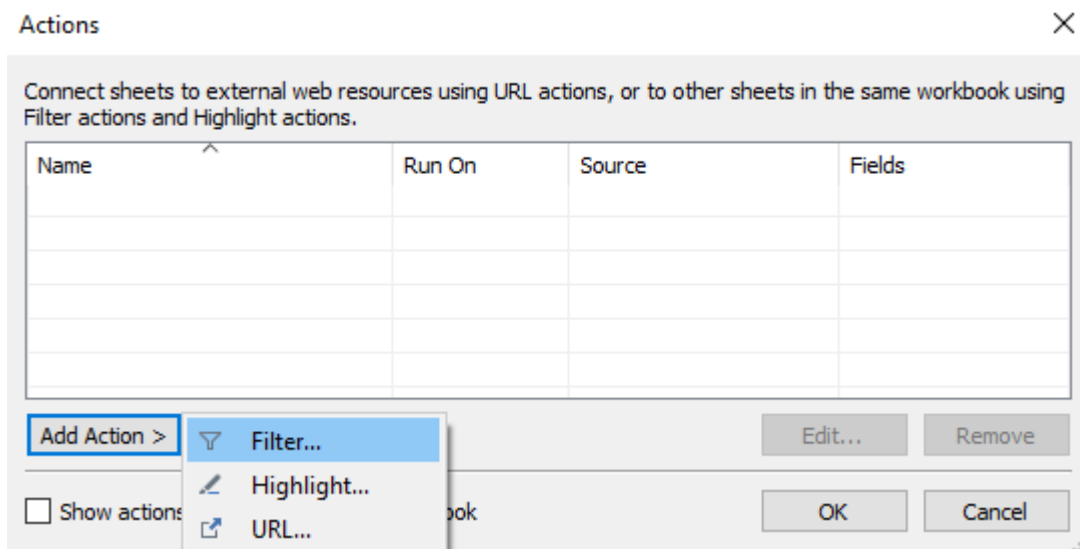 Actions
Connect sheets to external web resources using URL actions, or to other sheets in the same workbook using
Filter actions and Highlight actions.
Name Run On Source Fields
Add Action > Filter... Edit... Remove
Highlight...
Show actions ook OK Cancel
URL...